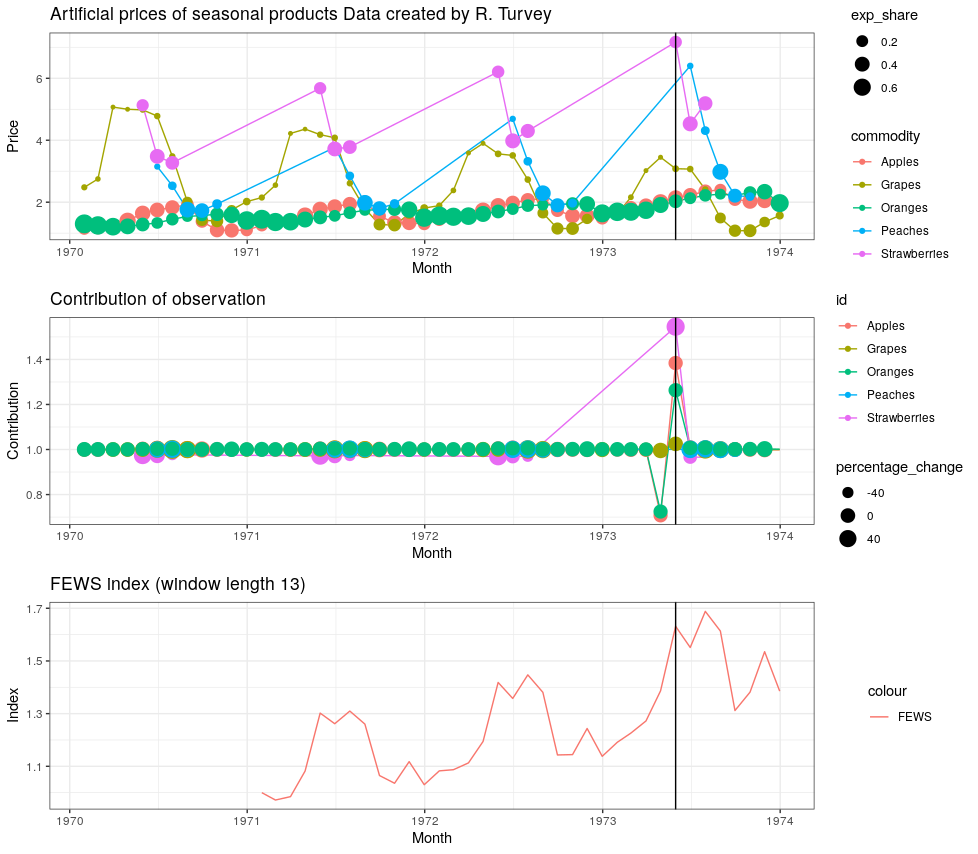 Artificial prices of seasonal products Data created by R. Turvey
Price
6
4
2
1970 1971 1972 1973 1974
Month
exp_share
0.2
0.4
0.6
commodity
Apples
Grapes
Oranges
Peaches
Strawberries
Contribution of observation
Contribution
1.4
1.2
1.0
0.8
1970 1971 1972 1973 1974
Month
id
Apples
Grapes
Oranges
Peaches
Strawberries
percentage_change
-40
0
40
FEWS index (window length 13)
Index
1.7
1.5
1.3
1.1
1970 1971 1972 1973 1974
Month
colour
FEWS